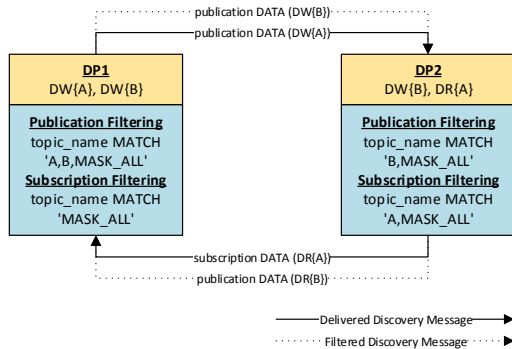 publication DATA (DW{B})
publication DATA (DW{A})
DP1
DW{A}, DW{B}
Publication Filtering
topic_name MATCH
'A,B,MASK_ALL'
Subscription Filtering
topic_name MATCH
'MASK_ALL'
DP2
DW{B}, DR{A}
Publication Filtering
topic_name MATCH
'B,MASK_ALL'
Subscription Filtering
topic_name MATCH
'A,MASK_ALL'
subscription DATA (DR{A})
publication DATA (DR{B})
Delivered Discovery Message
Filtered Discovery Message